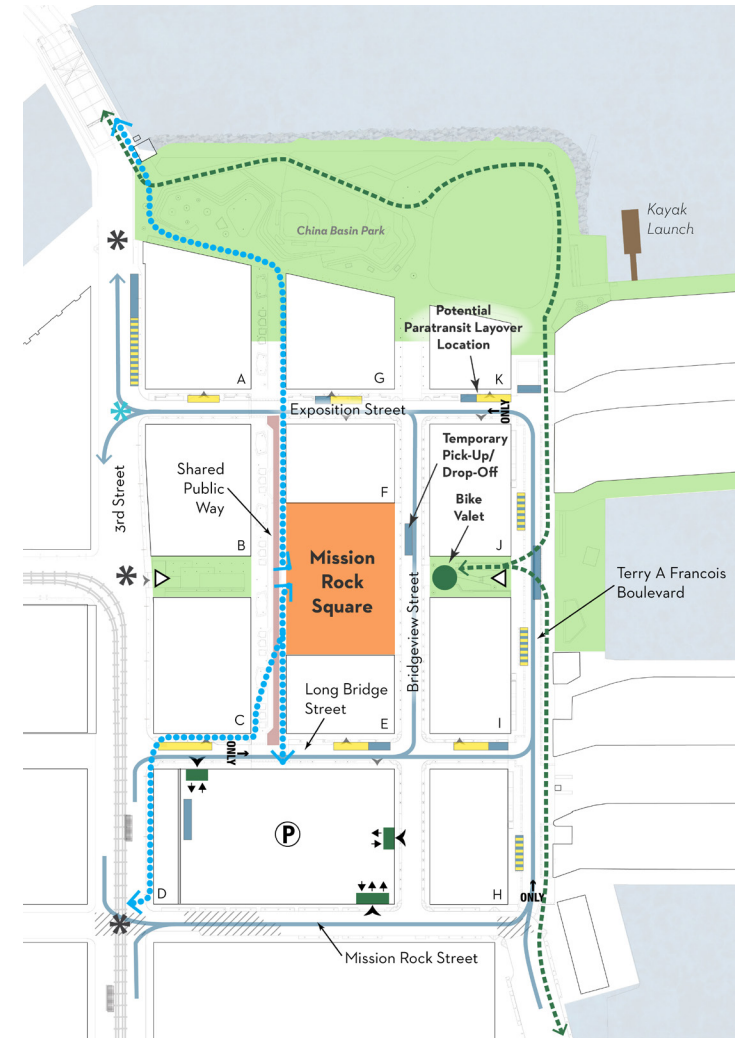 China Basin Park
Kayak
Launch
Potential
Paratransit Layover
Location
A
G
K
Exposition Street
ONLY
Temporary
Pick-Up/
Drop-Off
Shared
Public
Way
3rd Street
F
Bike
Valet
B
J
Mission
Rock
Square
Terry A Francois
Boulevard
Bridgeview Street
Long Bridge
Street
C
E
I
ONLY
P
D
H
ONLY
Mission Rock Street